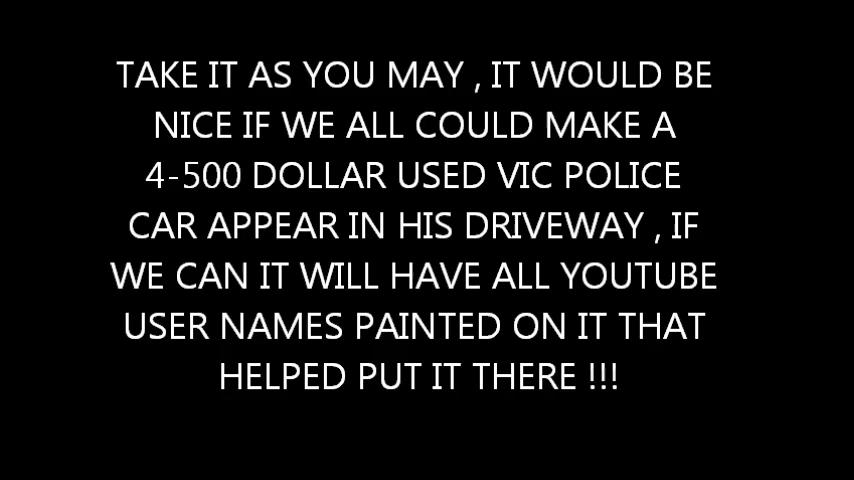 TAKE IT AS YOU MAY , IT WOULD BE
NICE IF WE ALL COULD MAKE A
4-500 DOLLAR USED VIC POLICE
CAR APPEAR IN HIS DRIVEWAY , IF
WE CAN IT WILL HAVE ALL YOUTUBE
USER NAMES PAINTED ON IT THAT
HELPED PUT IT THERE !!!